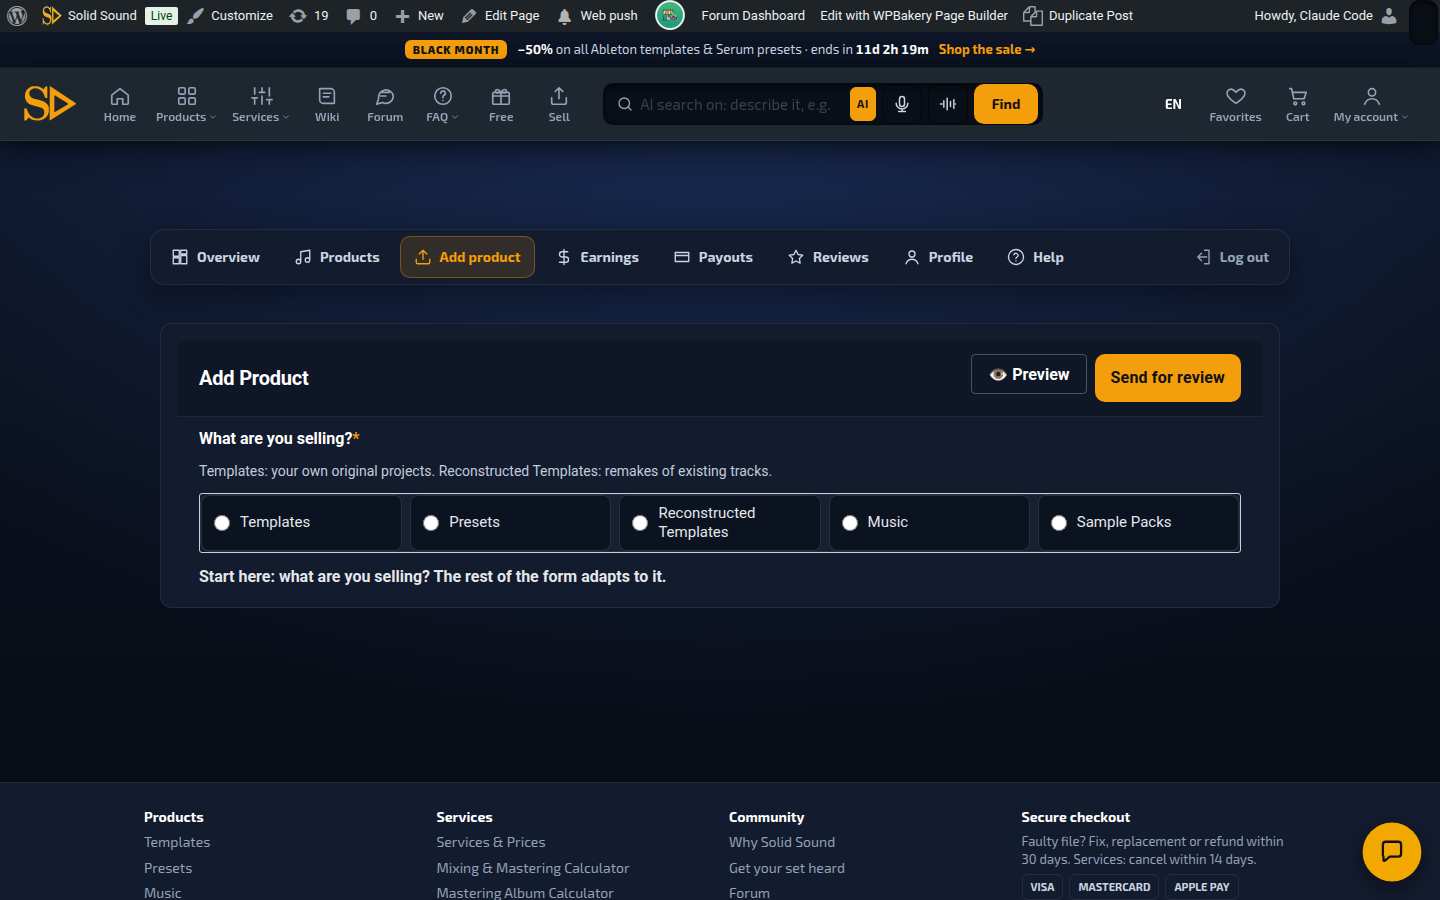 Solid Sound Live Customize 19 0 New Edit Page Web push Forum Dashboard Edit with WPBakery Page Builder Duplicate Post Howdy, Claude Code
BLACK MONTH −50% on all Ableton templates & Serum presets · ends in 11d 2h 19m Shop the sale →
SD Home Products Services Wiki Forum FAQ Free Sell
AI search on: describe it, e.g. AI Find
EN Favorites Cart My account
Overview Products Add product Earnings Payouts Reviews Profile Help Log out
Add Product
Preview Send for review
What are you selling?*
Templates: your own original projects. Reconstructed Templates: remakes of existing tracks.
Templates
Presets
Reconstructed
Templates
Music
Sample Packs
Start here: what are you selling? The rest of the form adapts to it.
Products
Templates
Presets
Music
Services
Services & Prices
Mixing & Mastering Calculator
Mastering Album Calculator
Community
Why Solid Sound
Get your set heard
Forum
Secure checkout
Faulty file? Fix, replacement or refund within
30 days. Services: cancel within 14 days.
VISA MASTERCARD APPLE PAY